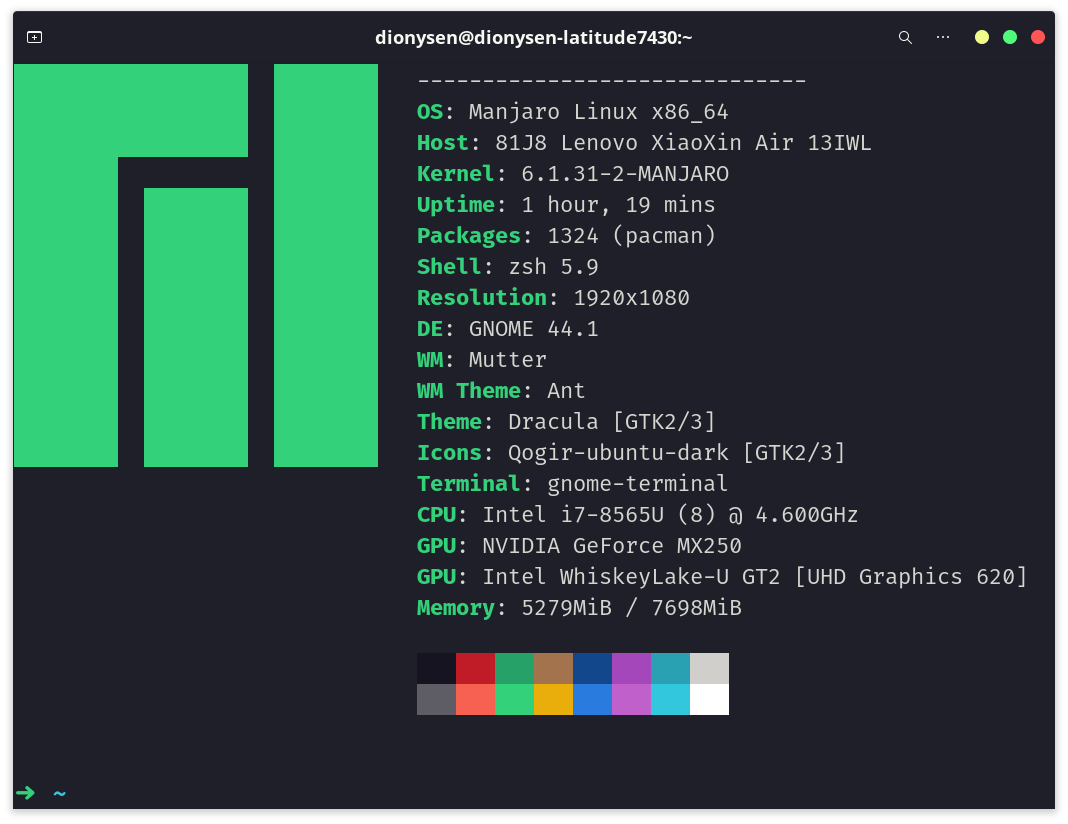 dionysen@dionysen-latitude7430:~
------------------------------
OS: Manjaro Linux x86_64
Host: 81J8 Lenovo XiaoXin Air 13IWL
Kernel: 6.1.31-2-MANJARO
Uptime: 1 hour, 19 mins
Packages: 1324 (pacman)
Shell: zsh 5.9
Resolution: 1920x1080
DE: GNOME 44.1
WM: Mutter
WM Theme: Ant
Theme: Dracula [GTK2/3]
Icons: Qogir-ubuntu-dark [GTK2/3]
Terminal: gnome-terminal
CPU: Intel i7-8565U (8) @ 4.600GHz
GPU: NVIDIA GeForce MX250
GPU: Intel WhiskeyLake-U GT2 [UHD Graphics 620]
Memory: 5279MiB / 7698MiB
➜ ~